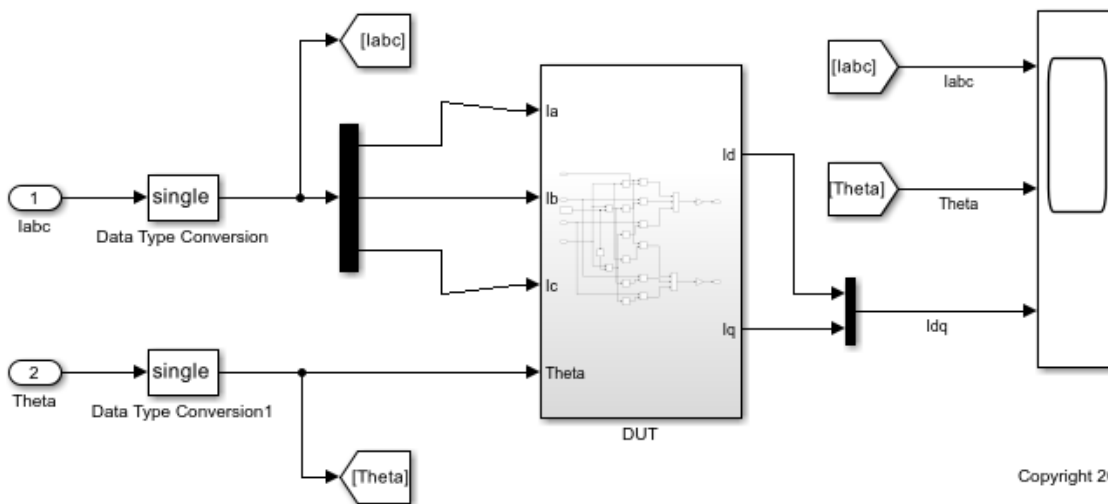 [Iabc]
1
Iabc
single
Data Type Conversion
Ia
Ib
Ic
Theta
Id
Iq
DUT
2
Theta
single
Data Type Conversion1
[Theta]
[Iabc]
Iabc
[Theta]
Theta
Idq
Copyright